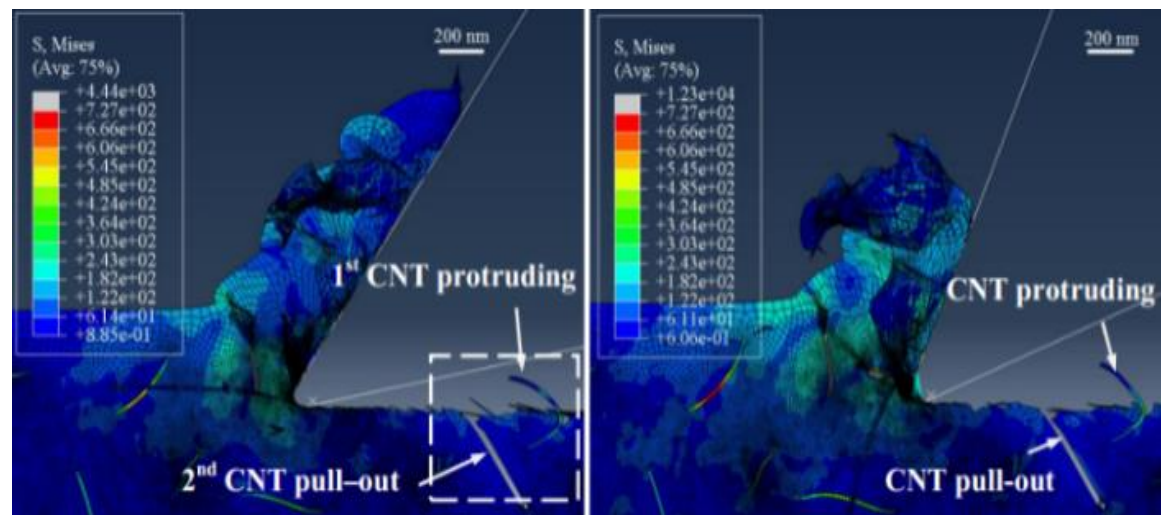 S, Mises
(Avg: 75%)
+4.44e+03
+7.27e+02
+6.66e+02
+6.06e+02
+5.45e+02
+4.85e+02
+4.24e+02
+3.64e+02
+3.03e+02
+2.43e+02
+1.82e+02
+1.22e+02
+6.14e+01
+8.85e-01
200 nm
1st CNT protruding
2nd CNT pull–out
S, Mises
(Avg: 75%)
+1.23e+04
+7.27e+02
+6.66e+02
+6.06e+02
+5.45e+02
+4.85e+02
+4.24e+02
+3.64e+02
+3.03e+02
+2.43e+02
+1.82e+02
+1.22e+02
+6.11e+01
+6.06e-01
200 nm
CNT protruding
CNT pull-out